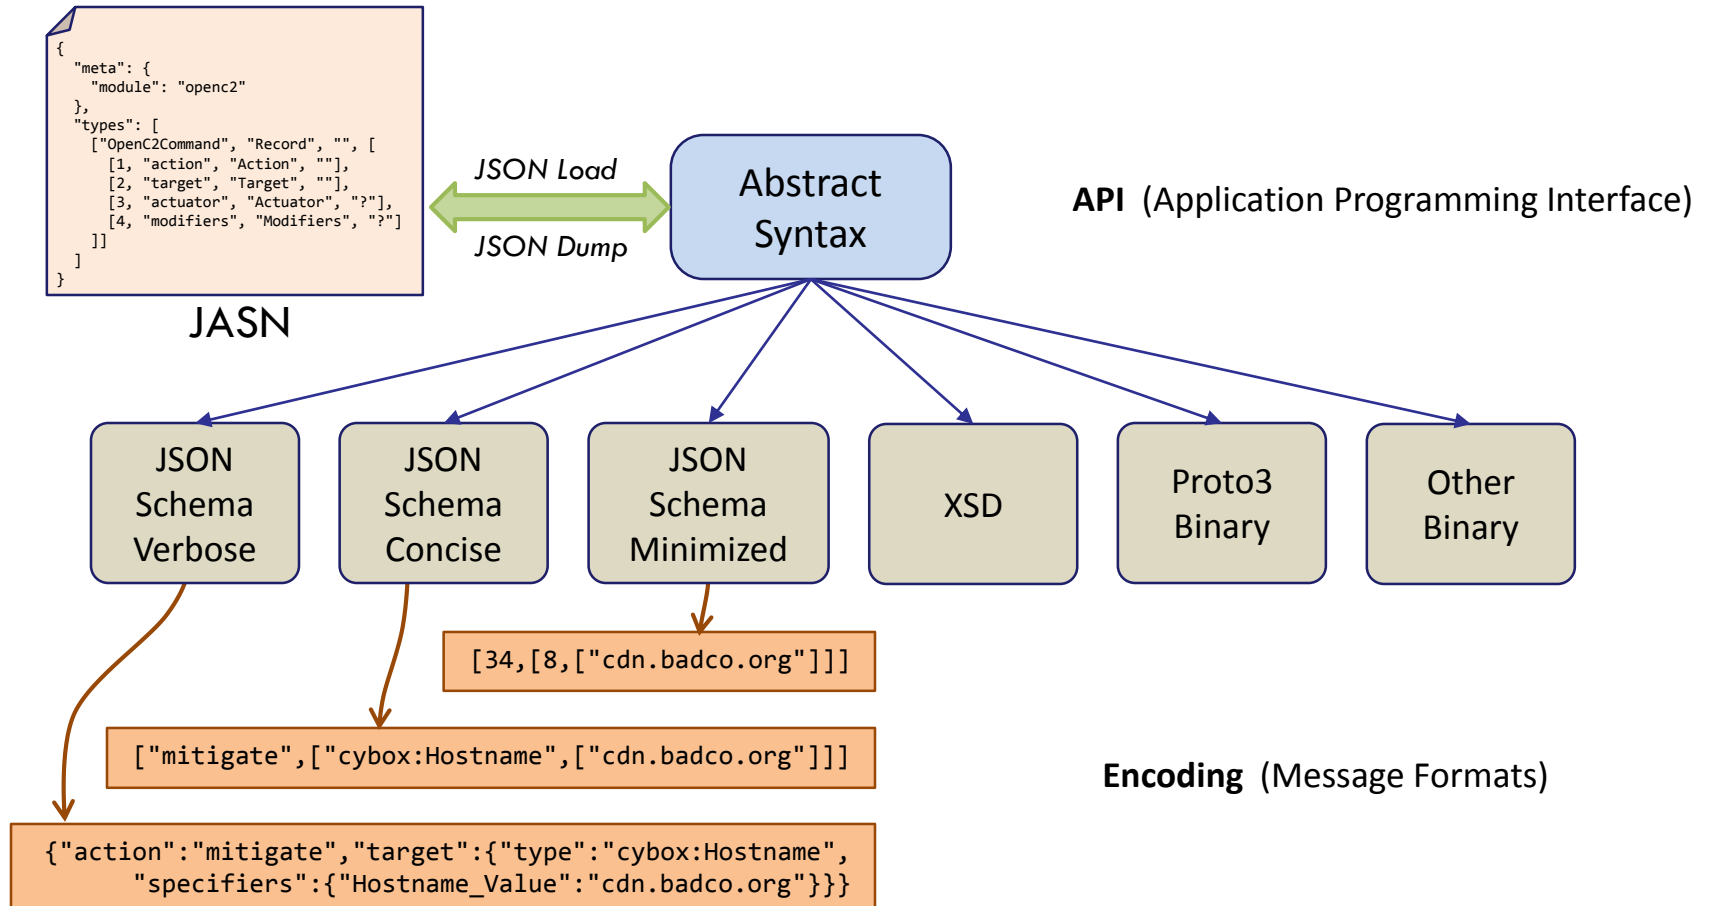 {
  "meta": {
    "module": "openc2"
  },
  "types": [
    ["OpenC2Command", "Record", "", [
      [1, "action", "Action", ""],
      [2, "target", "Target", ""],
      [3, "actuator", "Actuator", "?"],
      [4, "modifiers", "Modifiers", "?"]
    ]]
  ]
}
JASN
JSON Load
JSON Dump
Abstract
Syntax
API (Application Programming Interface)
JSON
Schema
Verbose
JSON
Schema
Concise
JSON
Schema
Minimized
XSD
Proto3
Binary
Other
Binary
[34,[8,["cdn.badco.org"]]]
["mitigate",["cybox:Hostname",["cdn.badco.org"]]]
Encoding (Message Formats)
{"action":"mitigate","target":{"type":"cybox:Hostname",
"specifiers":{"Hostname_Value":"cdn.badco.org"}}}